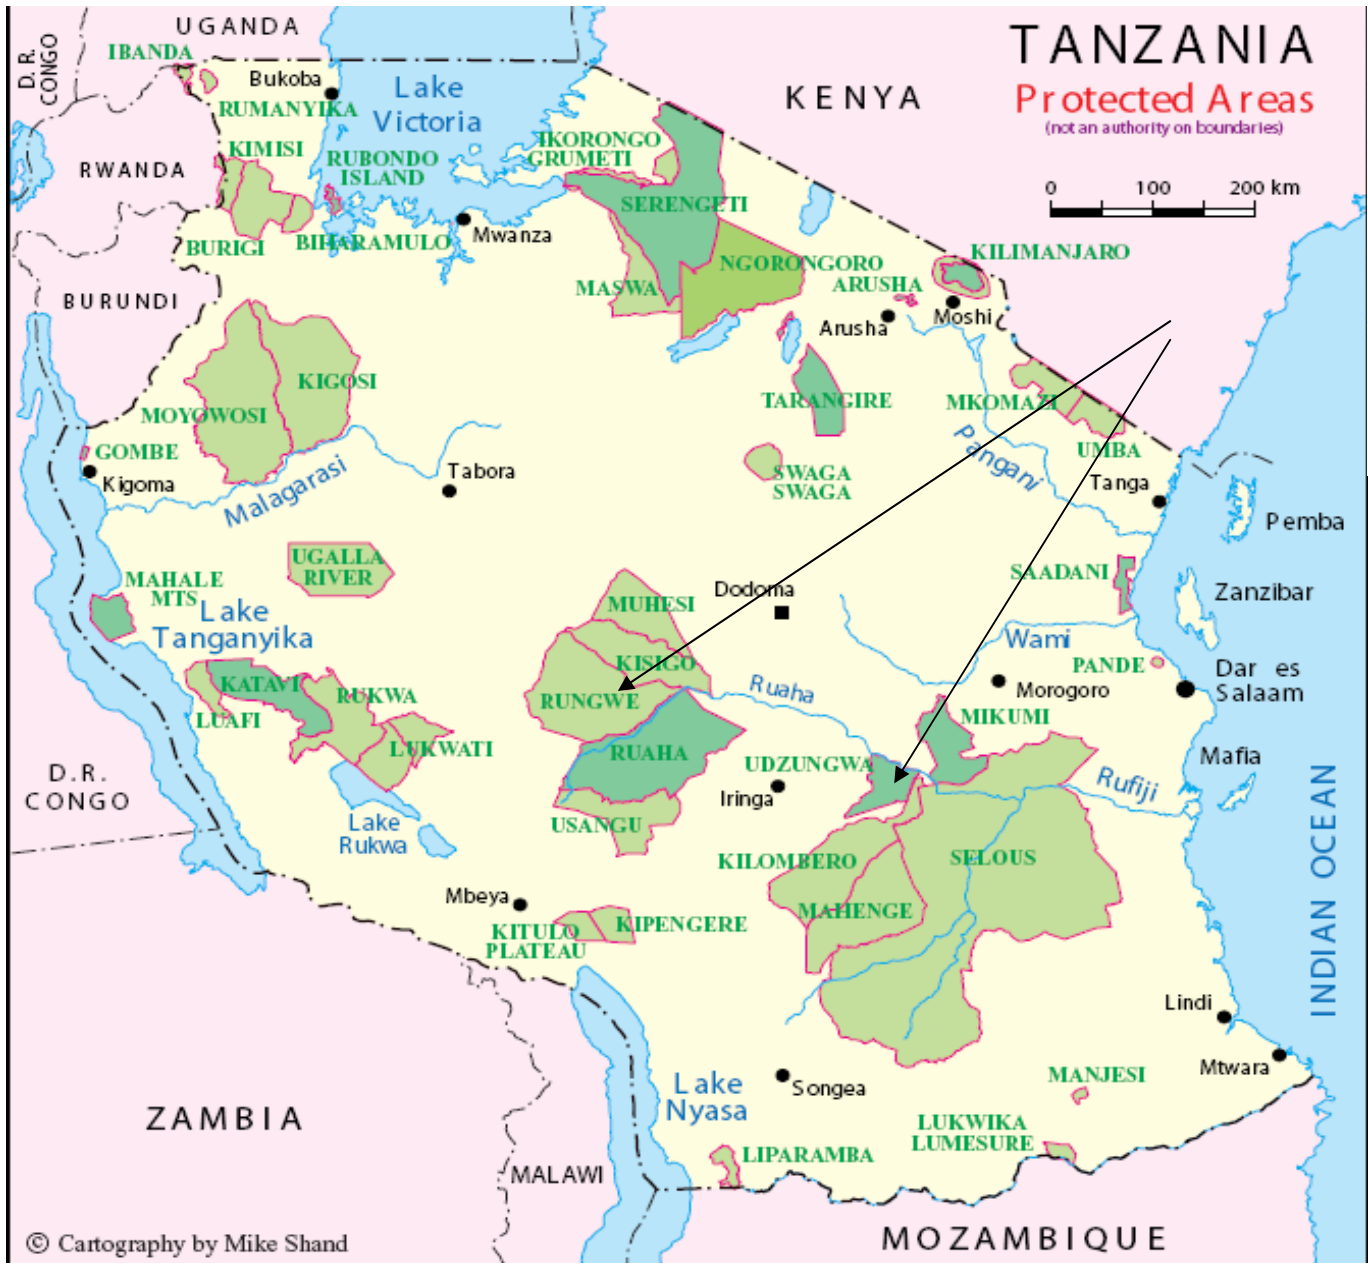 UGANDA
TANZANIA
Protected Areas
(not an authority on boundaries)
0 100 200 km
D.R.
CONGO
IBANDA
Bukoba
RUMANYIKA
Lake
Victoria
KENYA
KIMISI
RWANDA
RUBONDO
ISLAND
IKORONGO
GRUMETI
SERENGETI
BURIGI
BIHARAMULO
Mwanza
NGORONGORO
MASWA
ARUSHA
KILIMANJARO
Arusha
Moshi
BURUNDI
KIGOSI
MOYOWOSI
TARANGIRE
MKOMAZI
UMBA
GOMBE
Kigoma
Malagarasi
Tabora
SWAGA
SWAGA
Pangani
Tanga
Pemba
UGALLA
RIVER
MAHALE
MTS
Lake
Tanganyika
MUHESI
Dodoma
SAADANI
Zanzibar
Wami
KISIGO
PANDE
Dar es
Salaam
KATAVI
RUKWA
LUAFI
LUKWATI
RUNGWE
Ruaha
Morogoro
MIKUMI
RUAHA
UDZUNGWA
Iringa
Mafia
Rufiji
D.R.
CONGO
Lake
Rukwa
USANGU
KILOMBERO
SELOUS
MAHENGE
Mbeya
KITULO
PLATEAU
KIPENGERE
INDIAN OCEAN
Lindi
Mtwara
Songea
Lake
Nyasa
MANJESI
LUKWIKA
LUMESURE
LIPARAMBA
ZAMBIA
MALAWI
MOZAMBIQUE
© Cartography by Mike Shand